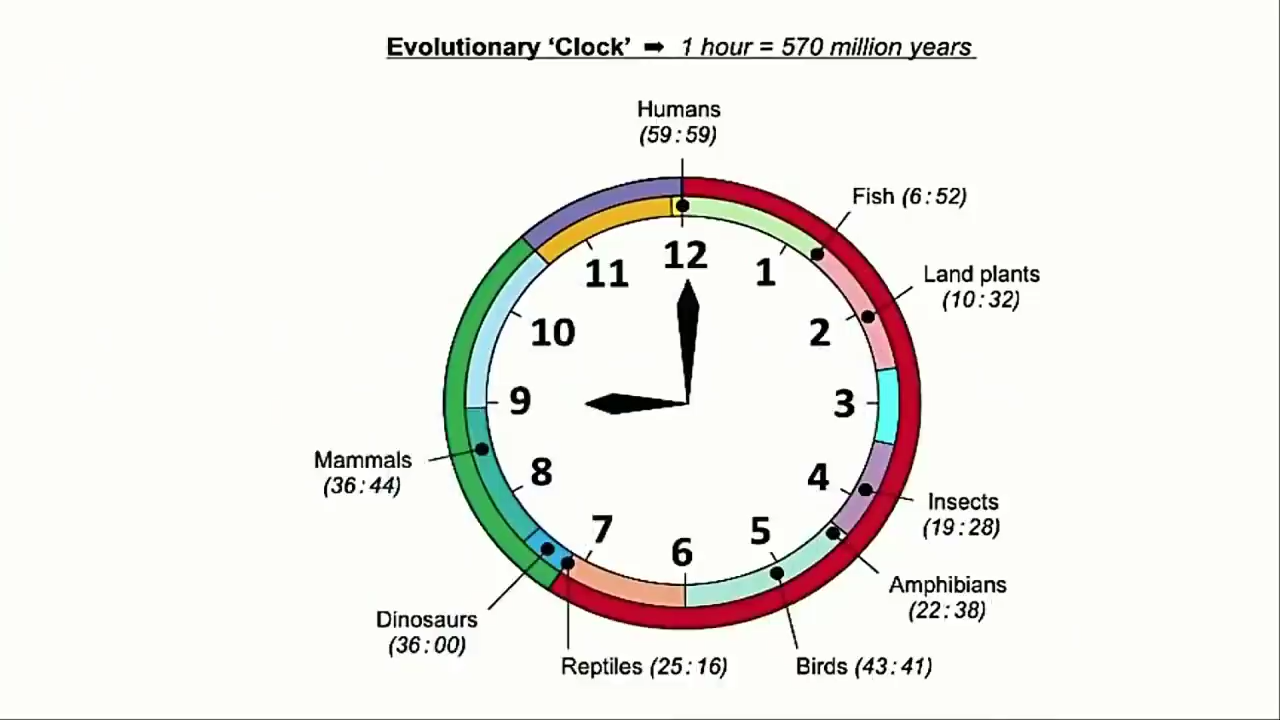 Evolutionary ‘Clock’ ➡ 1 hour = 570 million years
Humans
(59:59)
Fish (6:52)
Land plants
(10:32)
12
11
1
10
2
9
3
8
4
7
5
6
Mammals
(36:44)
Insects
(19:28)
Amphibians
(22:38)
Dinosaurs
(36:00)
Reptiles (25:16)
Birds (43:41)